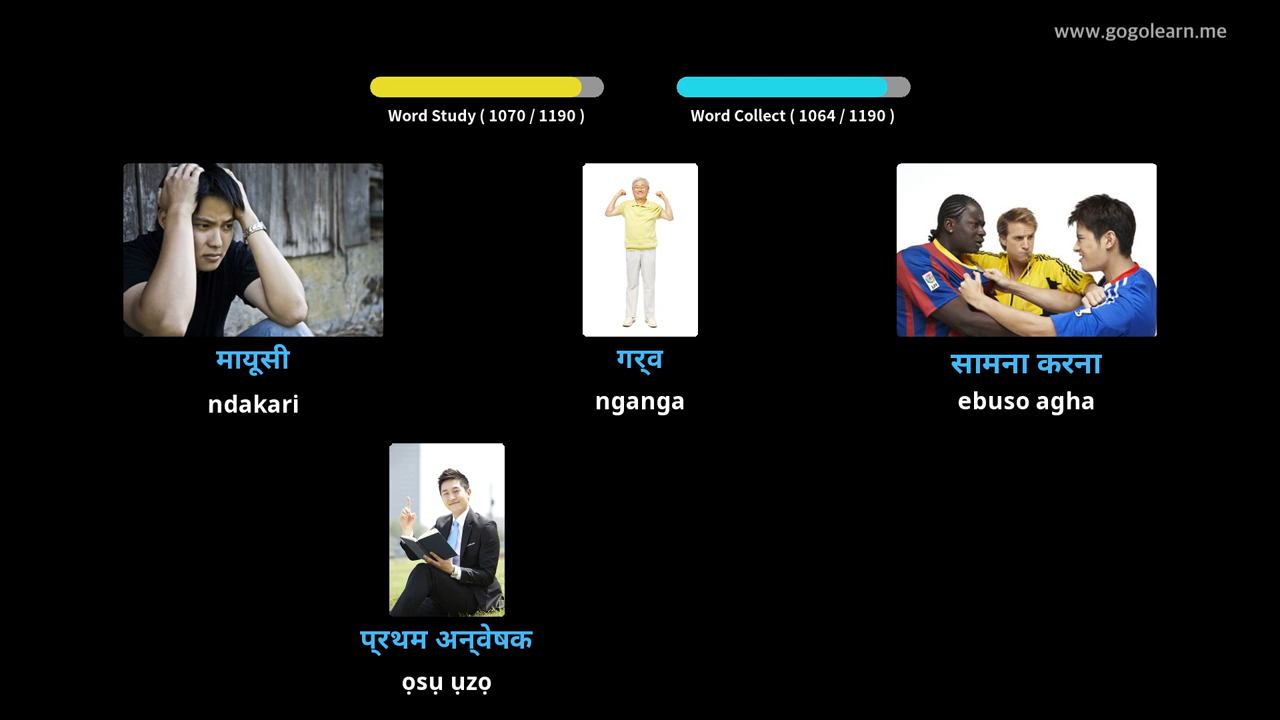 www.gogolearn.me
Word Study ( 1070 / 1190 )
Word Collect ( 1064 / 1190 )
मायूसी
गर्व
सामना करना
ndakari
nganga
ebuso agha
प्रथम अन्वेषक
ọsụ ụzọ